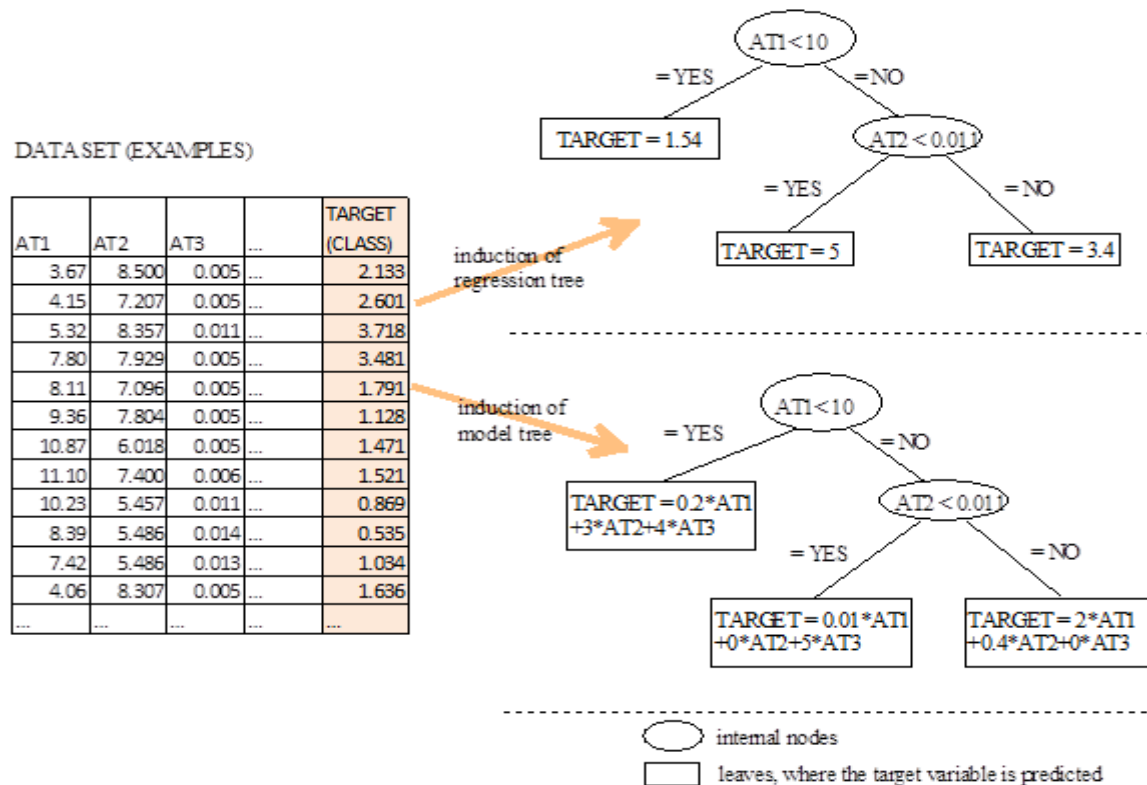 DATASET (EXAMPLES)
AT1 AT2 AT3 ... TARGET (CLASS)
3.67 8.500 0.005 ... 2.133
4.15 7.207 0.005 ... 2.601
5.32 8.357 0.011 ... 3.718
7.80 7.929 0.005 ... 3.481
8.11 7.096 0.005 ... 1.791
9.36 7.804 0.005 ... 1.128
10.87 6.018 0.005 ... 1.471
11.10 7.400 0.006 ... 1.521
10.23 5.457 0.011 ... 0.869
8.39 5.486 0.014 ... 0.535
7.42 5.486 0.013 ... 1.034
4.06 8.307 0.005 ... 1.636
... ... ... ... ...
induction of
regression tree
AT1<10
= YES
= NO
TARGET = 1.54
AT2 < 0.011
= YES
= NO
TARGET = 5
TARGET = 3.4
induction of
model tree
AT1<10
= YES
= NO
TARGET = 0.2*AT1
+3*AT2+4*AT3
AT2 < 0.011
= YES
= NO
TARGET = 0.01*AT1
+0*AT2+5*AT3
TARGET = 2*AT1
+0.4*AT2+0*AT3
internal nodes
leaves, where the target variable is predicted